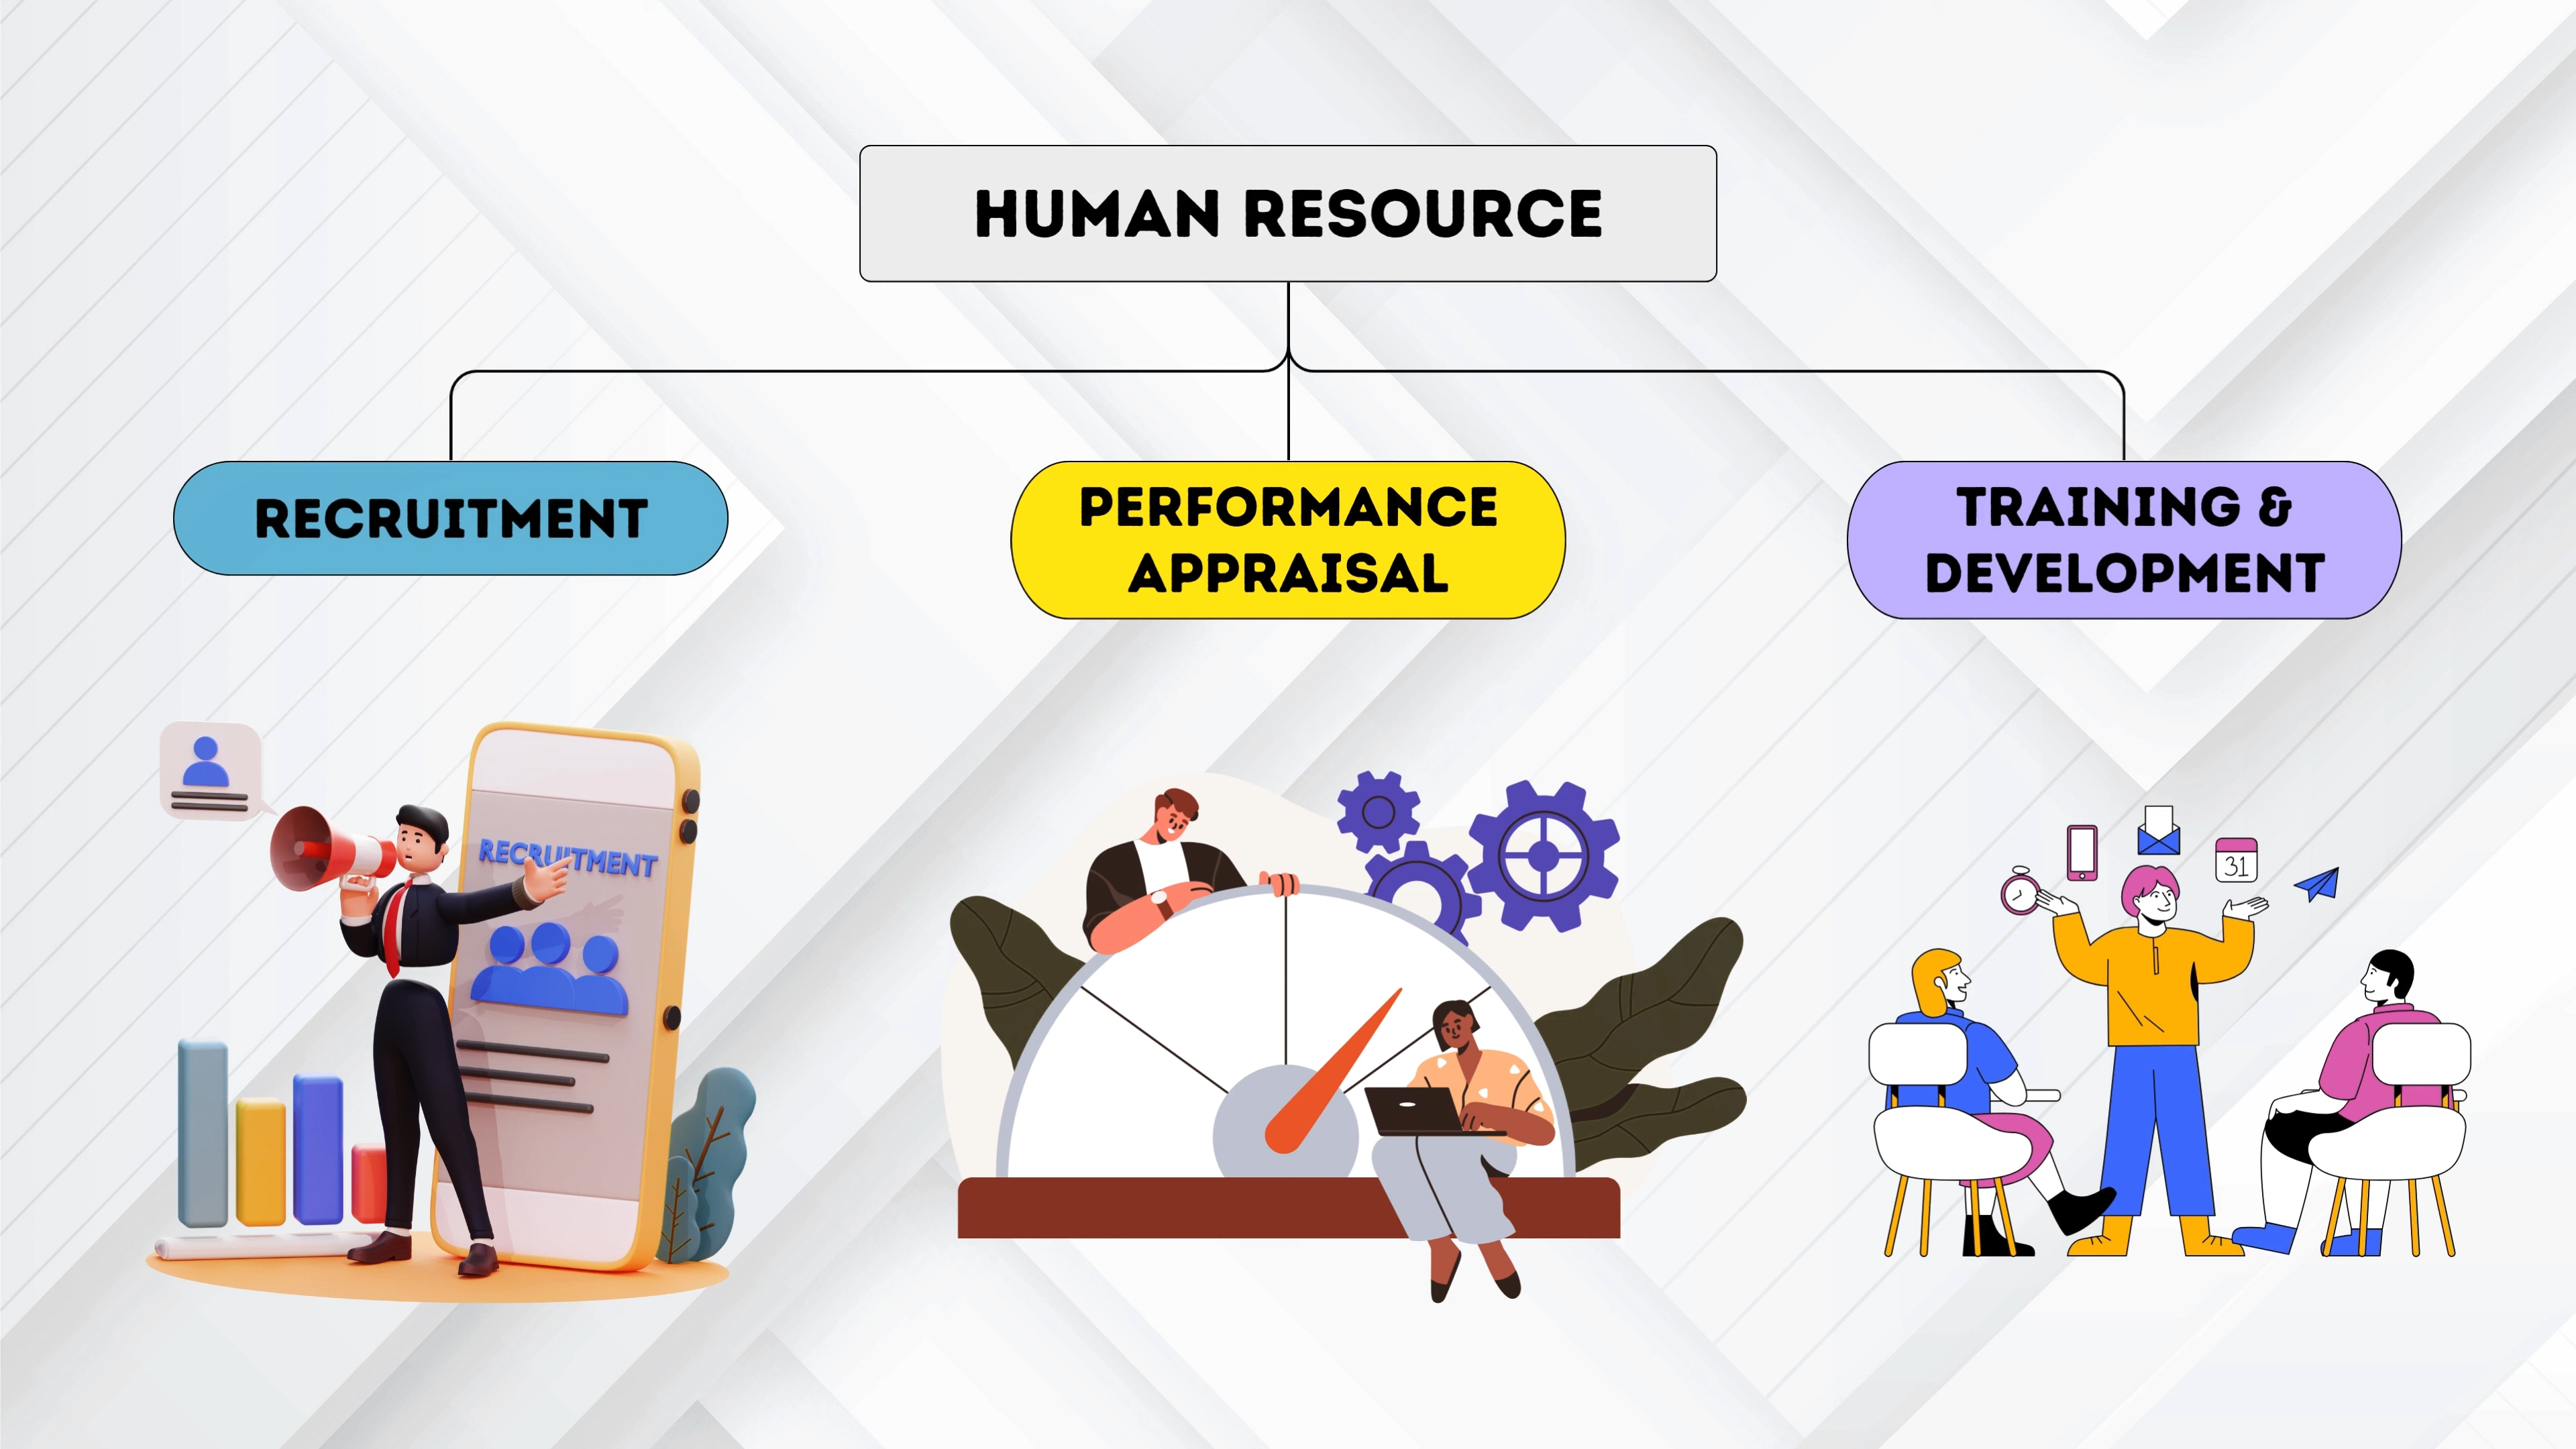 HUMAN RESOURCE
RECRUITMENT
PERFORMANCE
APPRAISAL
TRAINING &
DEVELOPMENT
RECRUITMENT
31